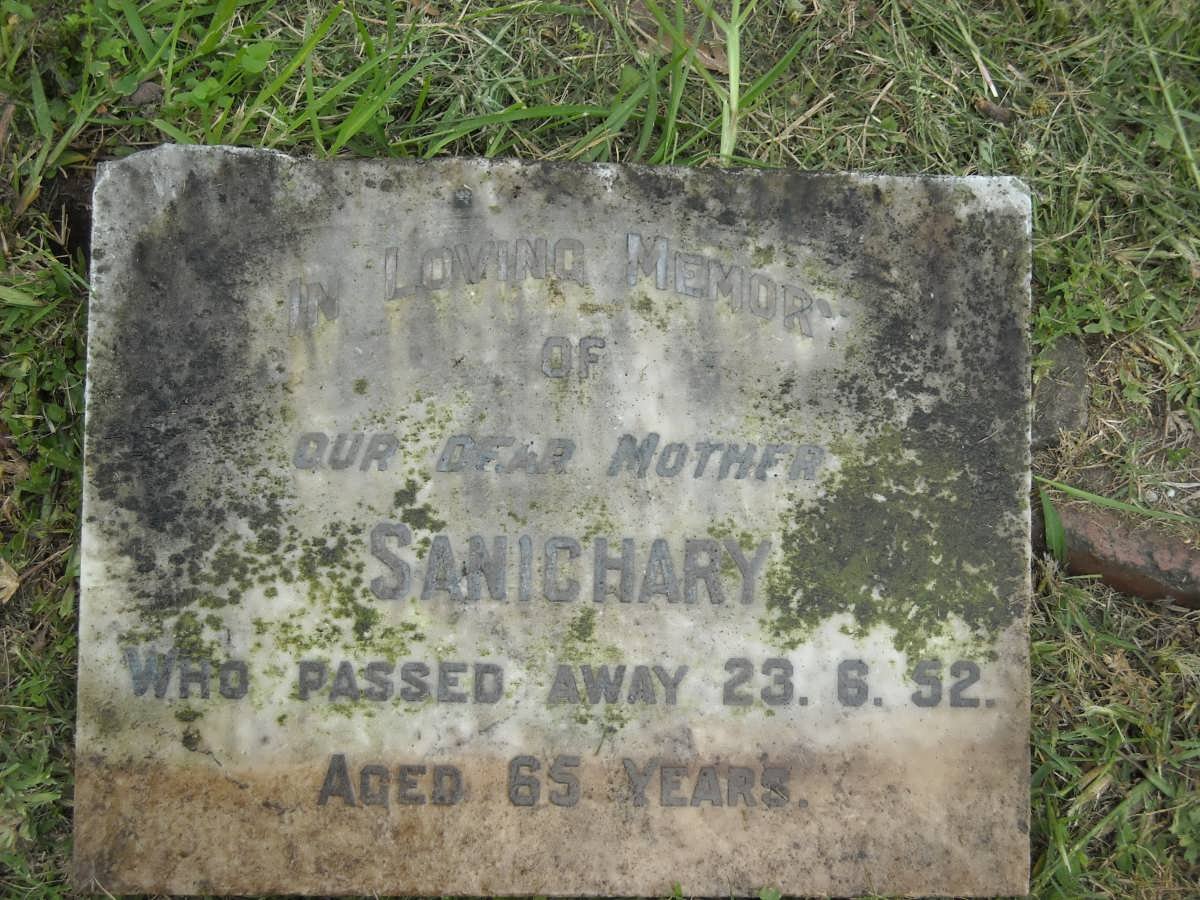 In Loving Memory
OF
OUR DEAR MOTHER
SANICHARY
WHO PASSED AWAY 23. 6. 52.
AGED 65 YEARS.